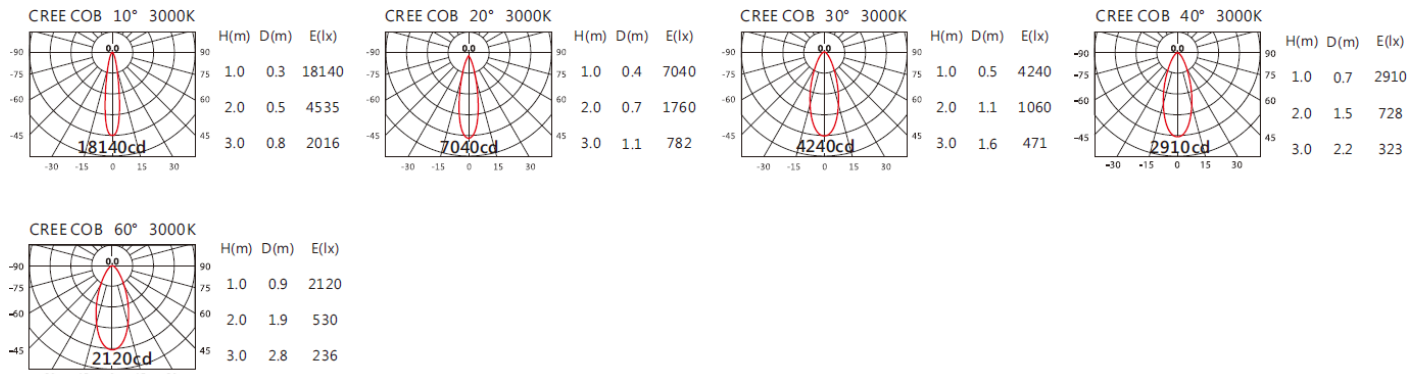 CREE COB 10° 3000K
H(m) D(m) E(lx)
0.0
-90 90
-75 75
1.0 0.3 18140
-60 60
2.0 0.5 4535
-45 45
18140cd
3.0 0.8 2016
-30 -15 0 15 30
CREE COB 20° 3000K
H(m) D(m) E(lx)
0.0
-90 90
-75 75
1.0 0.4 7040
-60 60
2.0 0.7 1760
-45 45
7040cd
3.0 1.1 782
-30 -15 0 15 30
CREE COB 30° 3000K
H(m) D(m) E(lx)
0.0
-90 90
-75 75
1.0 0.5 4240
-60 60
2.0 1.1 1060
-45 45
4240cd
3.0 1.6 471
-30 -15 0 15 30
CREE COB 40° 3000K
H(m) D(m) E(lx)
0.0
-90 90
-75 75
1.0 0.7 2910
-60 60
2.0 1.5 728
-45 45
2910cd
3.0 2.2 323
-30 -15 0 15 30
CREE COB 60° 3000K
H(m) D(m) E(lx)
0.0
-90 90
-75 75
1.0 0.9 2120
-60 60
2.0 1.9 530
-45 45
2120cd
3.0 2.8 236